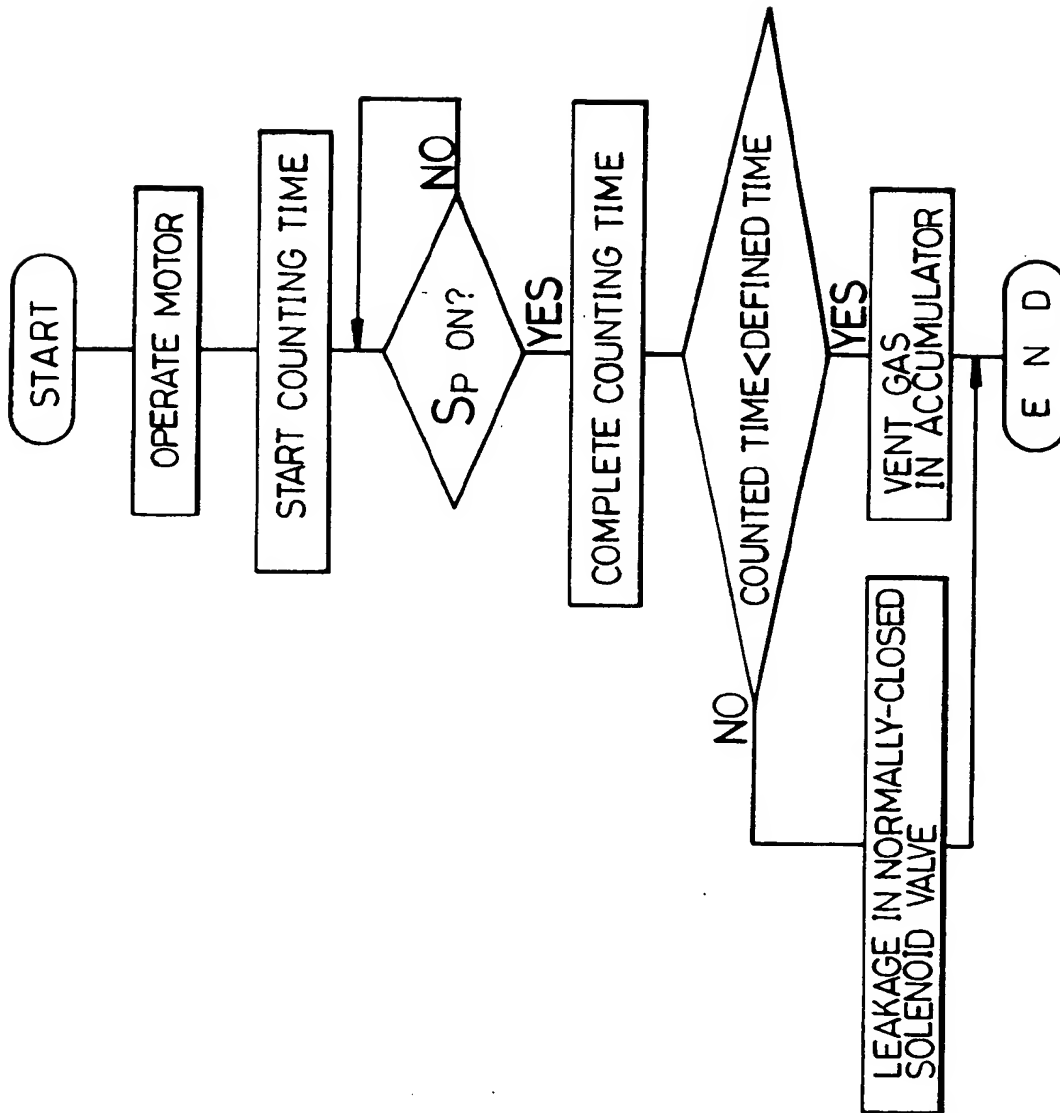 START
OPERATE MOTOR
START COUNTING TIME
SP ON?
NO
YES
COMPLETE COUNTING TIME
COUNTED TIME<DEFINED TIME
NO
YES
LEAKAGE IN NORMALLY-CLOSED
SOLENOID VALVE
VENT GAS
IN ACCUMULATOR
E N D